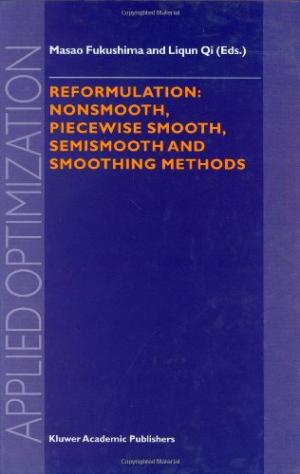 Masao Fukushima and Liqun Qi (Eds.)
REFORMULATION:
NONSMOOTH,
PIECEWISE SMOOTH,
SEMISMOOTH AND
SMOOTHING METHODS
APPLIED OPTIMIZATION
Kluwer Academic Publishers